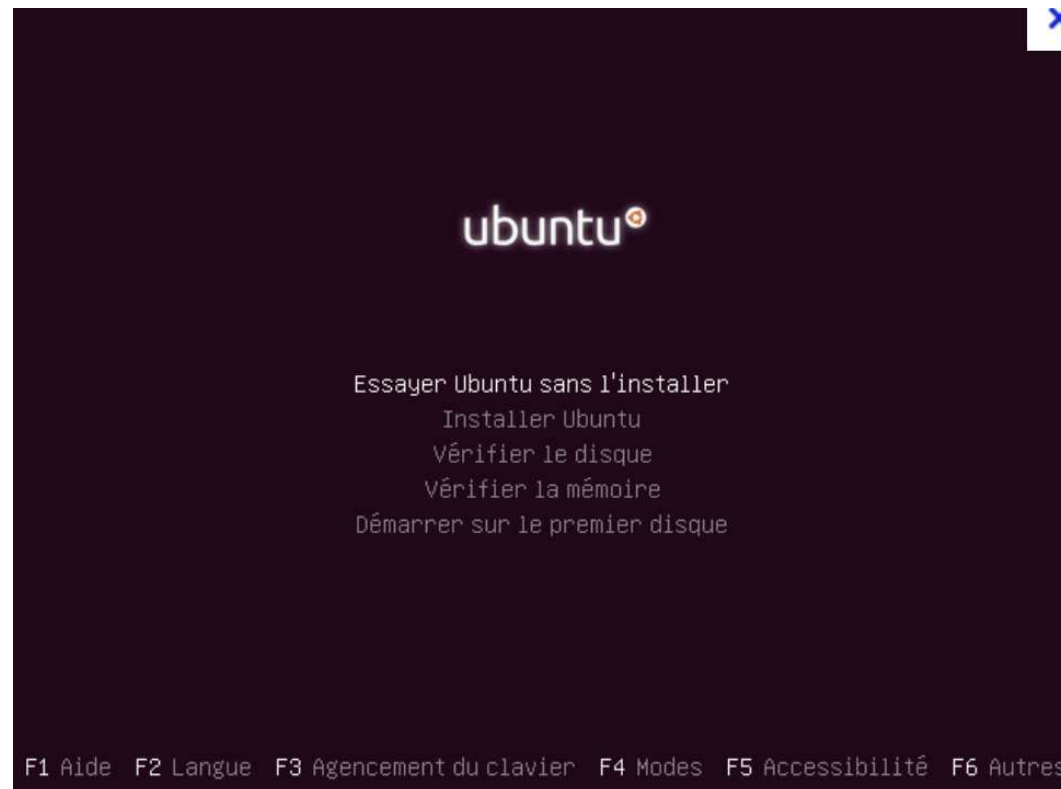 ubuntu
Essayer Ubuntu sans l'installer
Installer Ubuntu
Vérifier le disque
Vérifier la mémoire
Démarrer sur le premier disque
F1 Aide F2 Langue F3 Agencement du clavier F4 Modes F5 Accessibilité F6 Autres